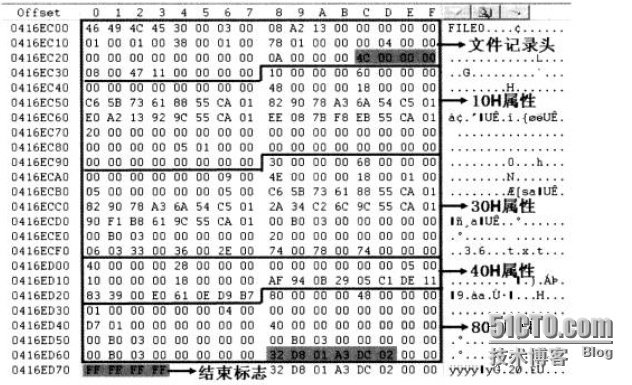 Offset 0 1 2 3 4 5 6 7 8 9 A B C D E F
0416EC00 46 49 4C 45 30 00 03 00 08 A2 13 00 00 00 00 00 FILE0....¢......
0416EC10 01 00 01 00 38 00 01 00 78 01 00 00 00 04 00 00 文件记录头
0416EC20 00 00 00 00 00 00 00 00 0A 00 00 00 4C 00 00 00
0416EC30 08 00 47 11 00 00 00 00 10 00 00 00 60 00 00 00
0416EC40 00 00 00 00 00 00 00 00 48 00 00 00 18 00 00 00
0416EC50 C6 5B 73 61 88 55 CA 01 82 90 78 A3 6A 54 C5 01 10H属性
0416EC60 E0 A2 13 92 9C 55 CA 01 EE 08 7B F8 EB 55 CA 01
0416EC70 20 00 00 00 00 00 00 00 00 00 00 00 00 00 00 00
0416EC80 00 00 00 00 05 01 00 00 00 00 00 00 00 00 00 00
0416EC90 00 00 00 00 00 00 00 00 30 00 00 00 68 00 00 00
0416ECA0 00 00 00 00 00 00 09 00 4E 00 00 00 18 00 01 00
0416ECB0 05 00 00 00 00 00 05 00 C6 5B 73 61 88 55 CA 01
0416ECC0 82 90 78 A3 6A 54 C5 01 2A 34 C2 6C 9C 55 CA 01 30H属性
0416ECD0 90 F1 B8 61 9C 55 CA 01 00 B0 03 00 00 00 00 00
0416ECE0 00 B0 03 00 00 00 00 00 20 00 00 00 00 00 00 00
0416ECF0 06 03 33 00 36 00 2E 00 74 00 78 00 74 00 00 00 ..3.6...t.x.t...
0416ED00 40 00 00 00 28 00 00 00 00 00 00 00 00 00 05 00 40H属性
0416ED10 10 00 00 00 18 00 00 00 AF 94 0B 29 05 C1 DE 11
0416ED20 83 39 00 E0 61 0E D9 B7 80 00 00 00 48 00 00 00
0416ED30 01 00 00 00 00 00 04 00 00 00 00 00 00 00 00 00
0416ED40 D7 01 00 00 00 00 00 00 40 00 00 00 00 00 00 00 80
0416ED50 00 B0 03 00 00 00 00 00 00 B0 03 00 00 00 00 00
51CTO.com
0416ED60 00 B0 03 00 00 00 00 00 32 D8 01 A3 DC 02 00 00
技术博客 Blog
0416ED70 FF FF FF FF 结束标志 32 D8 01 A3 DC 02 00 00